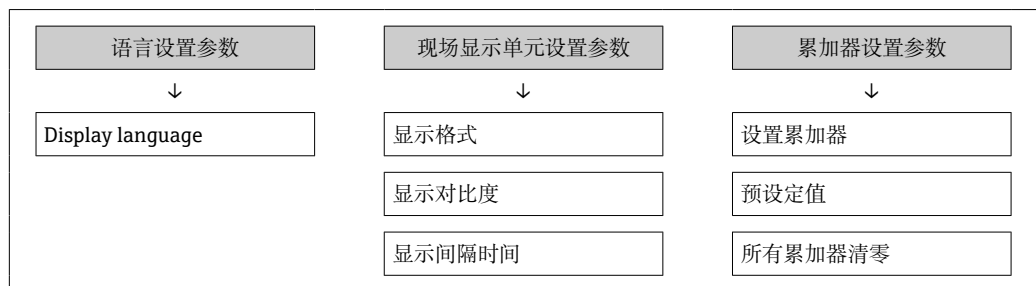 语言设置参数
现场显示单元设置参数
累加器设置参数
Display language
显示格式
设置累加器
显示对比度
预设定值
显示间隔时间
所有累加器清零